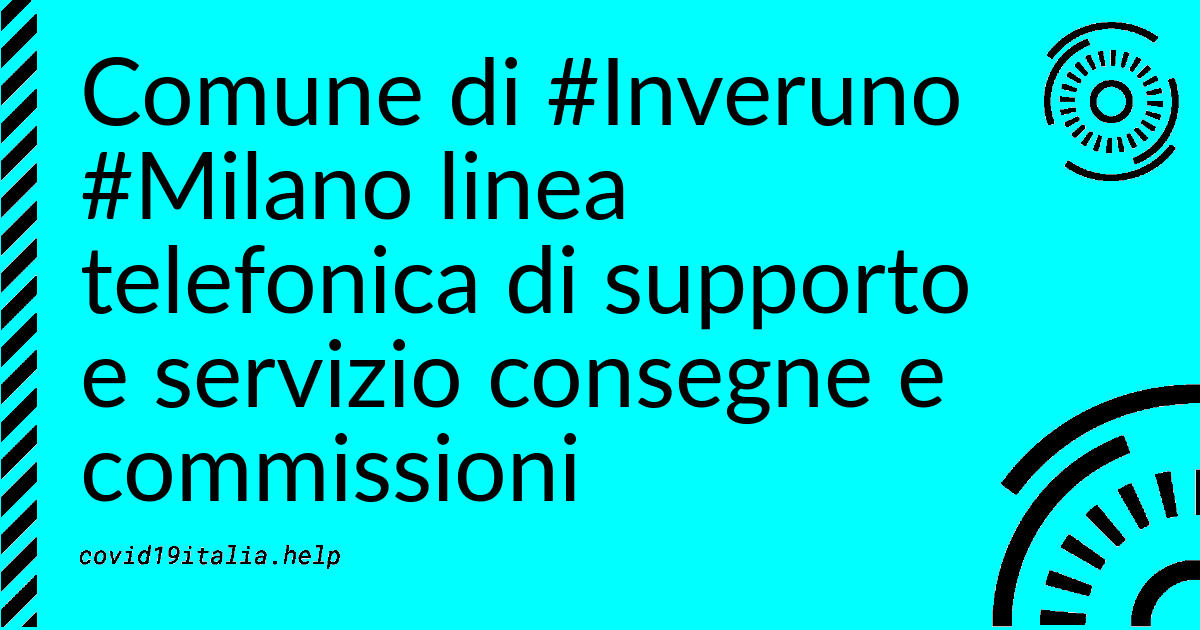 Comune di #Inveruno
#Milano linea
telefonica di supporto
e servizio consegne e
commissioni
covid19italia.help